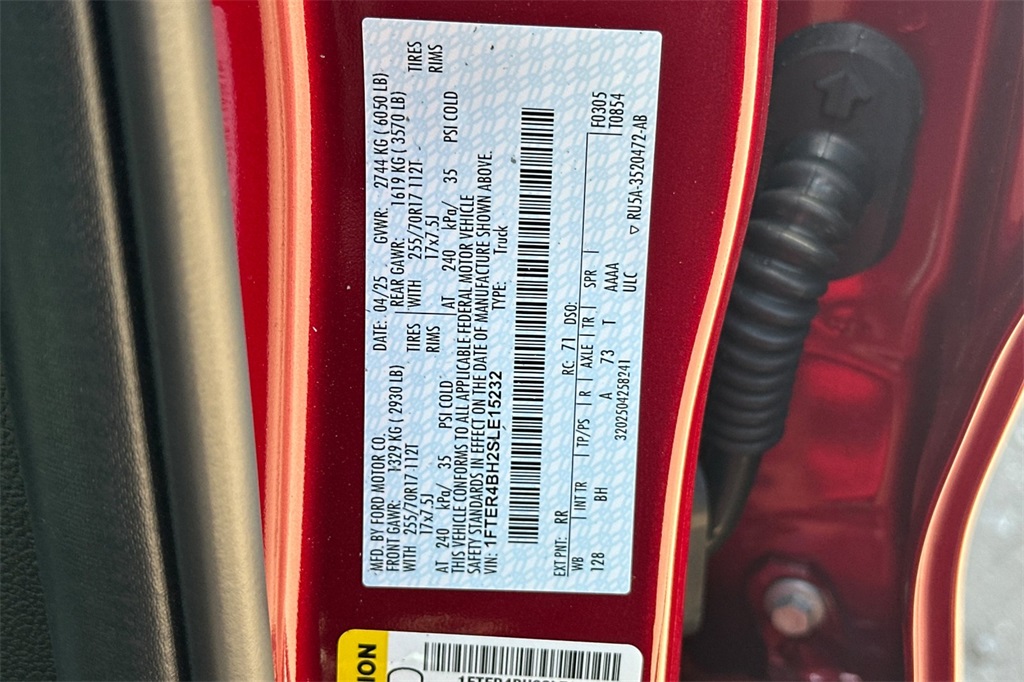 MFD. BY FORD MOTOR CO. DATE: 04/25 GVWR: 2744 KG ( 6050 LB)
FRONT GAWR: 1329 KG ( 2930 LB) REAR GAWR: 1619 KG ( 3570 LB)
WITH 255/70R17 112T TIRES WITH 255/70R17 112T TIRES
17x7.5J RIMS 17x7.5J RIMS
AT 240 kPa/ 35 PSI COLD AT 240 kPa/ 35 PSI COLD
THIS VEHICLE CONFORMS TO ALL APPLICABLE FEDERAL MOTOR VEHICLE
SAFETY STANDARDS IN EFFECT ON THE DATE OF MANUFACTURE SHOWN ABOVE.
VIN: 1FTER4BH2SLE15232 TYPE: Truck
EXT PNT: RR RC: 71 DSO: F0305
WB INT TR TP/PS R AXLE TR SPR T0854
128 BH A 73 T AAAA
ULC
3202504258241 ▽ RU5A-3520472-AB